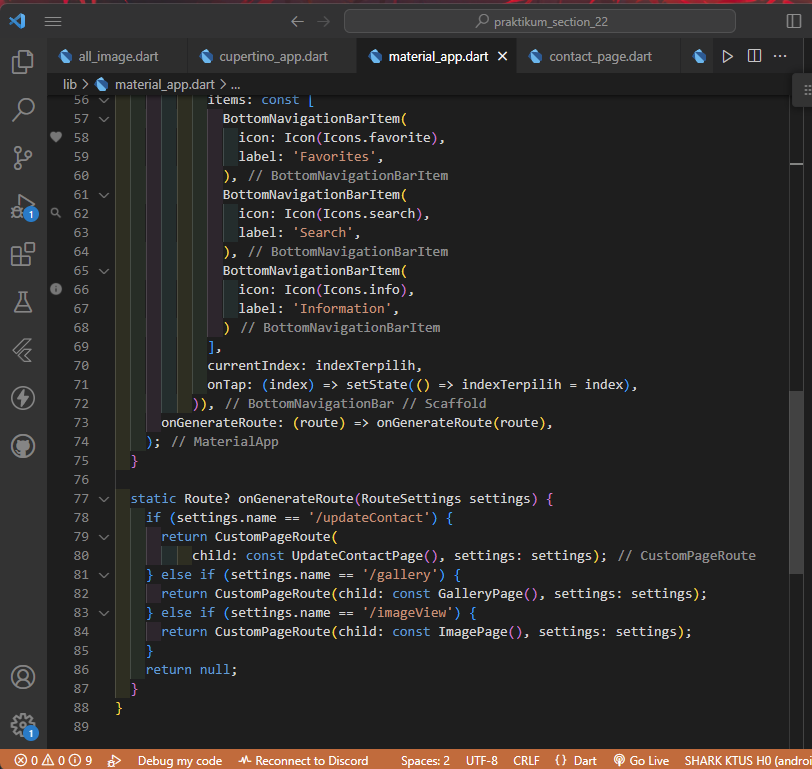 praktikum_section_22
all_image.dart
cupertino_app.dart
material_app.dart
contact_page.dart
lib > material_app.dart > ...
56 items: const [
57 BottomNavigationBarItem(
58 icon: Icon(Icons.favorite),
59 label: 'Favorites',
60 ), // BottomNavigationBarItem
61 BottomNavigationBarItem(
62 icon: Icon(Icons.search),
63 label: 'Search',
64 ), // BottomNavigationBarItem
65 BottomNavigationBarItem(
66 icon: Icon(Icons.info),
67 label: 'Information',
68 ) // BottomNavigationBarItem
69 ],
70 currentIndex: indexTerpilih,
71 onTap: (index) => setState(() => indexTerpilih = index),
72 )), // BottomNavigationBar // Scaffold
73 onGenerateRoute: (route) => onGenerateRoute(route),
74 ); // MaterialApp
75 }
76
77 static Route? onGenerateRoute(RouteSettings settings) {
78 if (settings.name == '/updateContact') {
79 return CustomPageRoute(
80 child: const UpdateContactPage(), settings: settings); // CustomPageRoute
81 } else if (settings.name == '/gallery') {
82 return CustomPageRoute(child: const GalleryPage(), settings: settings);
83 } else if (settings.name == '/imageView') {
84 return CustomPageRoute(child: const ImagePage(), settings: settings);
85 }
86 return null;
87 }
88 }
89
1
1
0 0 9 Debug my code Reconnect to Discord Spaces: 2 UTF-8 CRLF {} Dart Go Live SHARK KTUS H0 (andro